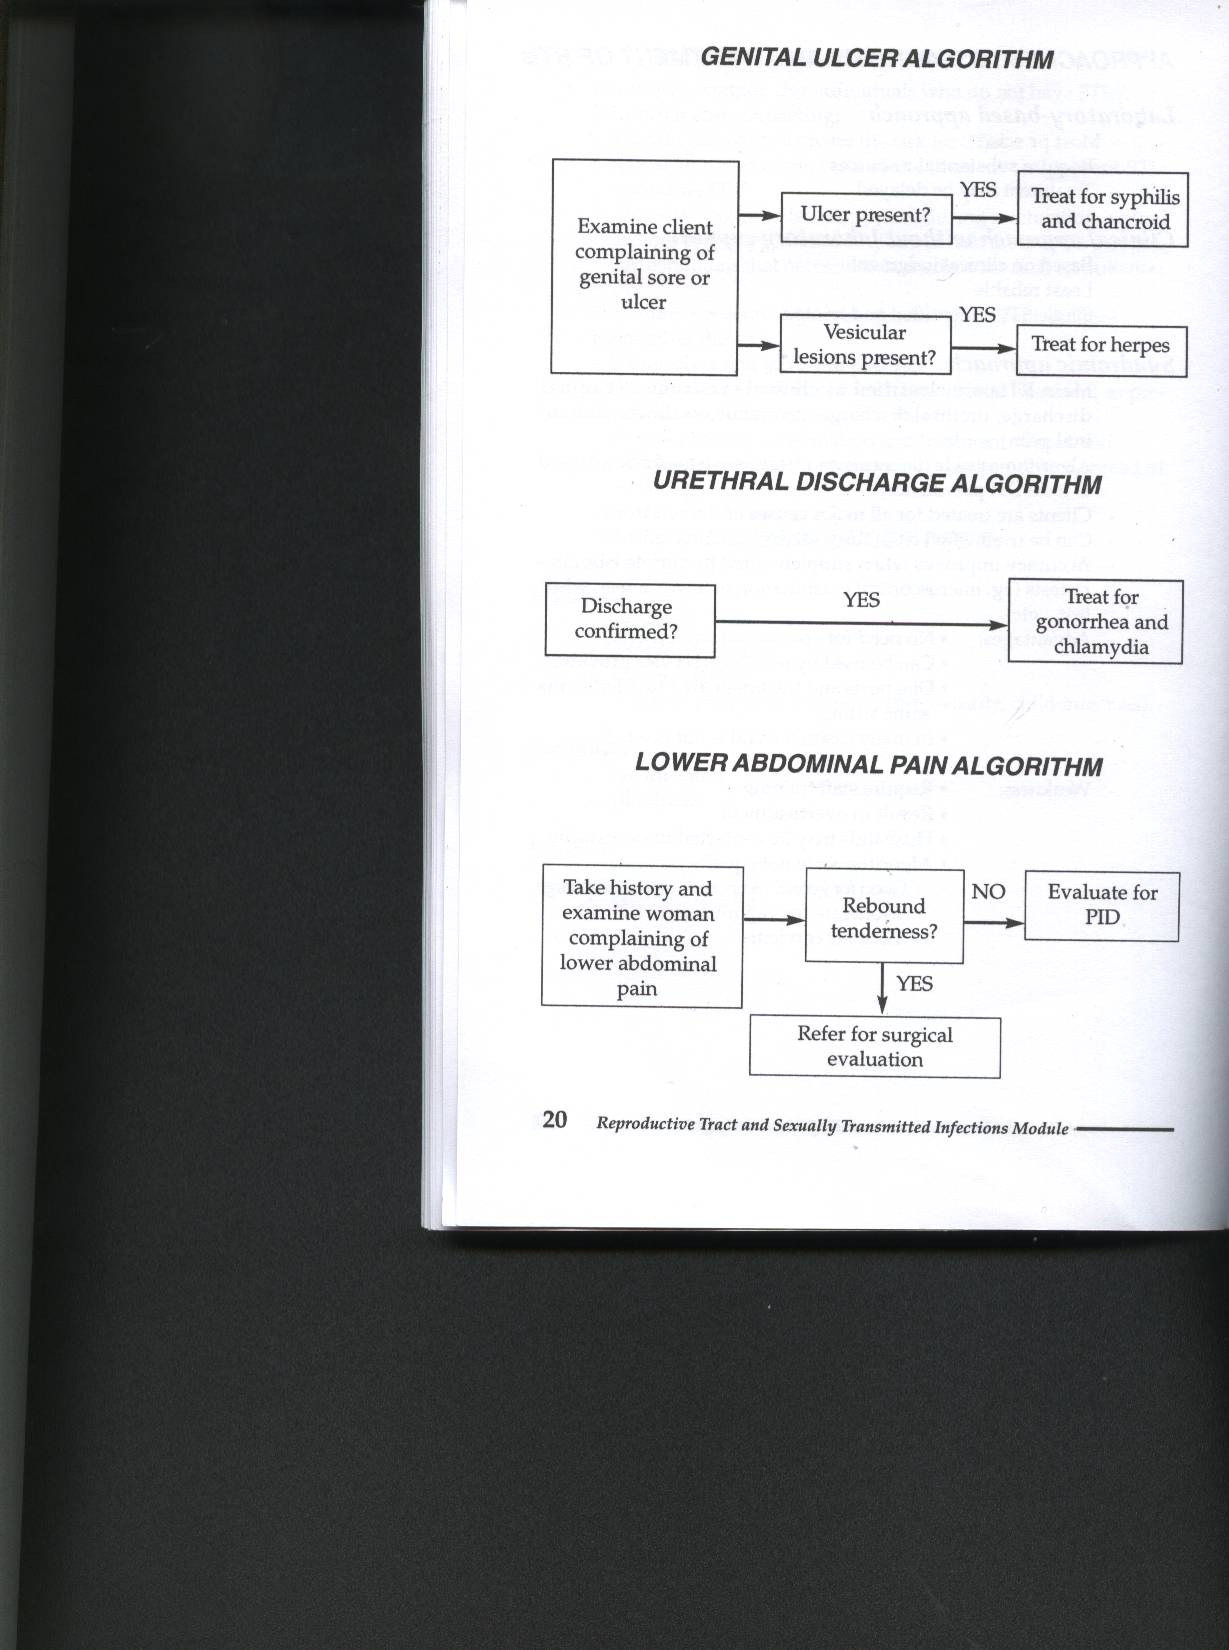 GENITAL ULCER ALGORITHM
Examine client
complaining of
genital sore or
ulcer
Ulcer present?
YES
Treat for syphilis
and chancroid
Vesicular
lesions present?
YES
Treat for herpes
URETHRAL DISCHARGE ALGORITHM
Discharge
confirmed?
YES
Treat for
gonorrhea and
chlamydia
LOWER ABDOMINAL PAIN ALGORITHM
Take history and
examine woman
complaining of
lower abdominal
pain
Rebound
tenderness?
NO
Evaluate for
PID
YES
Refer for surgical
evaluation
20 Reproductive Tract and Sexually Transmitted Infections Module